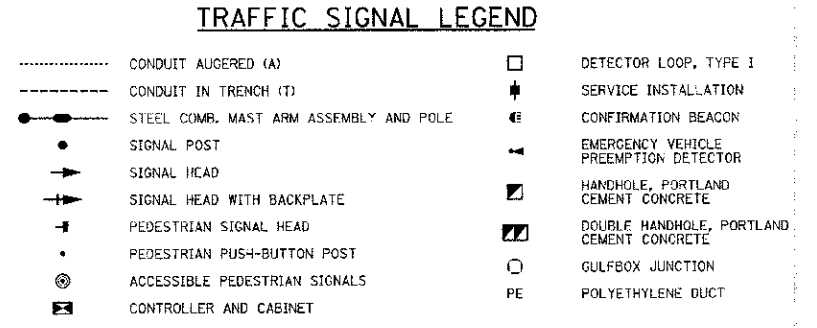 TRAFFIC SIGNAL LEGEND
CONDUIT AUGERED (A)
CONDUIT IN TRENCH (T)
STEEL COMB. MAST ARM ASSEMBLY AND POLE
SIGNAL POST
SIGNAL HEAD
SIGNAL HEAD WITH BACKPLATE
PEDESTRIAN SIGNAL HEAD
PEDESTRIAN PUSH-BUTTON POST
ACCESSIBLE PEDESTRIAN SIGNALS
CONTROLLER AND CABINET
DETECTOR LOOP, TYPE I
SERVICE INSTALLATION
CONFIRMATION BEACON
EMERGENCY VEHICLE
PREEMPTION DETECTOR
HANDHOLE, PORTLAND
CEMENT CONCRETE
DOUBLE HANDHOLE, PORTLAND
CEMENT CONCRETE
GULFBOX JUNCTION
PE POLYETHYLENE DUCT